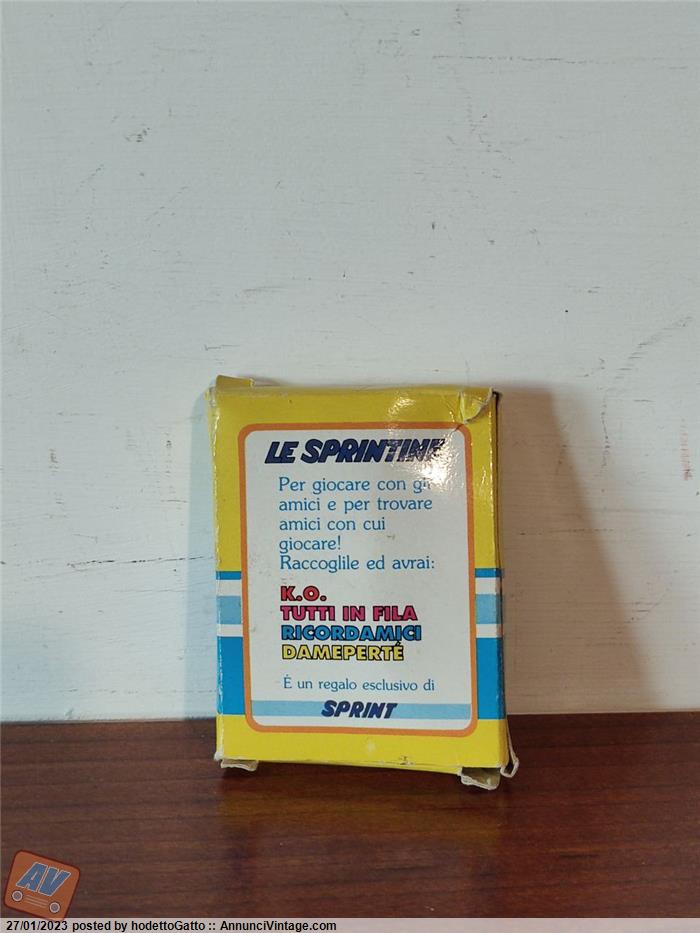 LE SPRINTINE
Per giocare con gli
amici e per trovare
amici con cui
giocare!
Raccoglile ed avrai:
K.O.
TUTTI IN FILA
RICORDAMICI
DAMEPERTÉ
É un regalo esclusivo di
SPRINT
AV
27/01/2023 posted by hodettoGatto :: AnnunciVintage.com